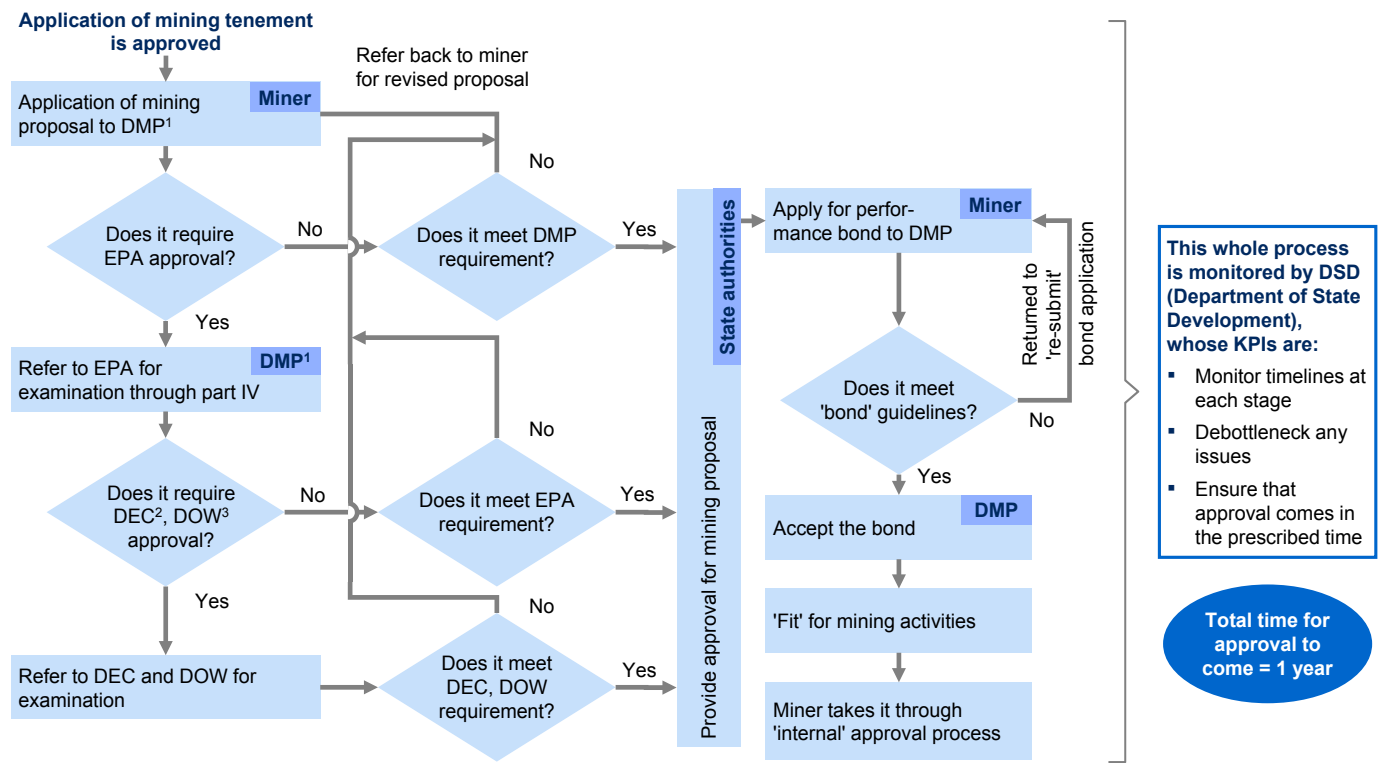 Application of mining tenement
is approved
Refer back to miner
for revised proposal
Miner
Application of mining
proposal to DMP¹
No
Does it require
EPA approval?
No
Does it meet DMP
requirement?
Yes
Yes
DMP¹
Refer to EPA for
examination through part IV
No
Does it require
DEC², DOW³
approval?
No
Does it meet EPA
requirement?
Yes
Yes
No
Refer to DEC and DOW for
examination
Does it meet
DEC, DOW
requirement?
Yes
State authorities
Provide approval for mining proposal
Miner
Apply for perfor-
mance bond to DMP
Returned to
're-submit'
bond application
Does it meet
'bond' guidelines?
No
Yes
DMP
Accept the bond
'Fit' for mining activities
Miner takes it through
'internal' approval process
This whole process
is monitored by DSD
(Department of State
Development),
whose KPIs are:
▪ Monitor timelines at
each stage
▪ Debottleneck any
issues
▪ Ensure that
approval comes in
the prescribed time
Total time for
approval to
come = 1 year